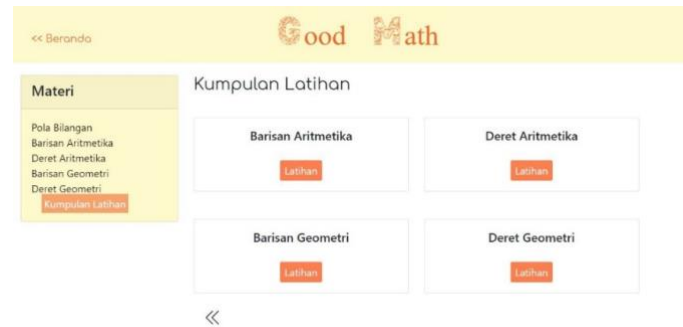 << Beranda
Good Math
Materi
Pola Bilangan
Barisan Aritmetika
Deret Aritmetika
Barisan Geometri
Deret Geometri
Kumpulan Latihan
Kumpulan Latihan
Barisan Aritmetika
Latihan
Deret Aritmetika
Latihan
Barisan Geometri
Latihan
Deret Geometri
Latihan